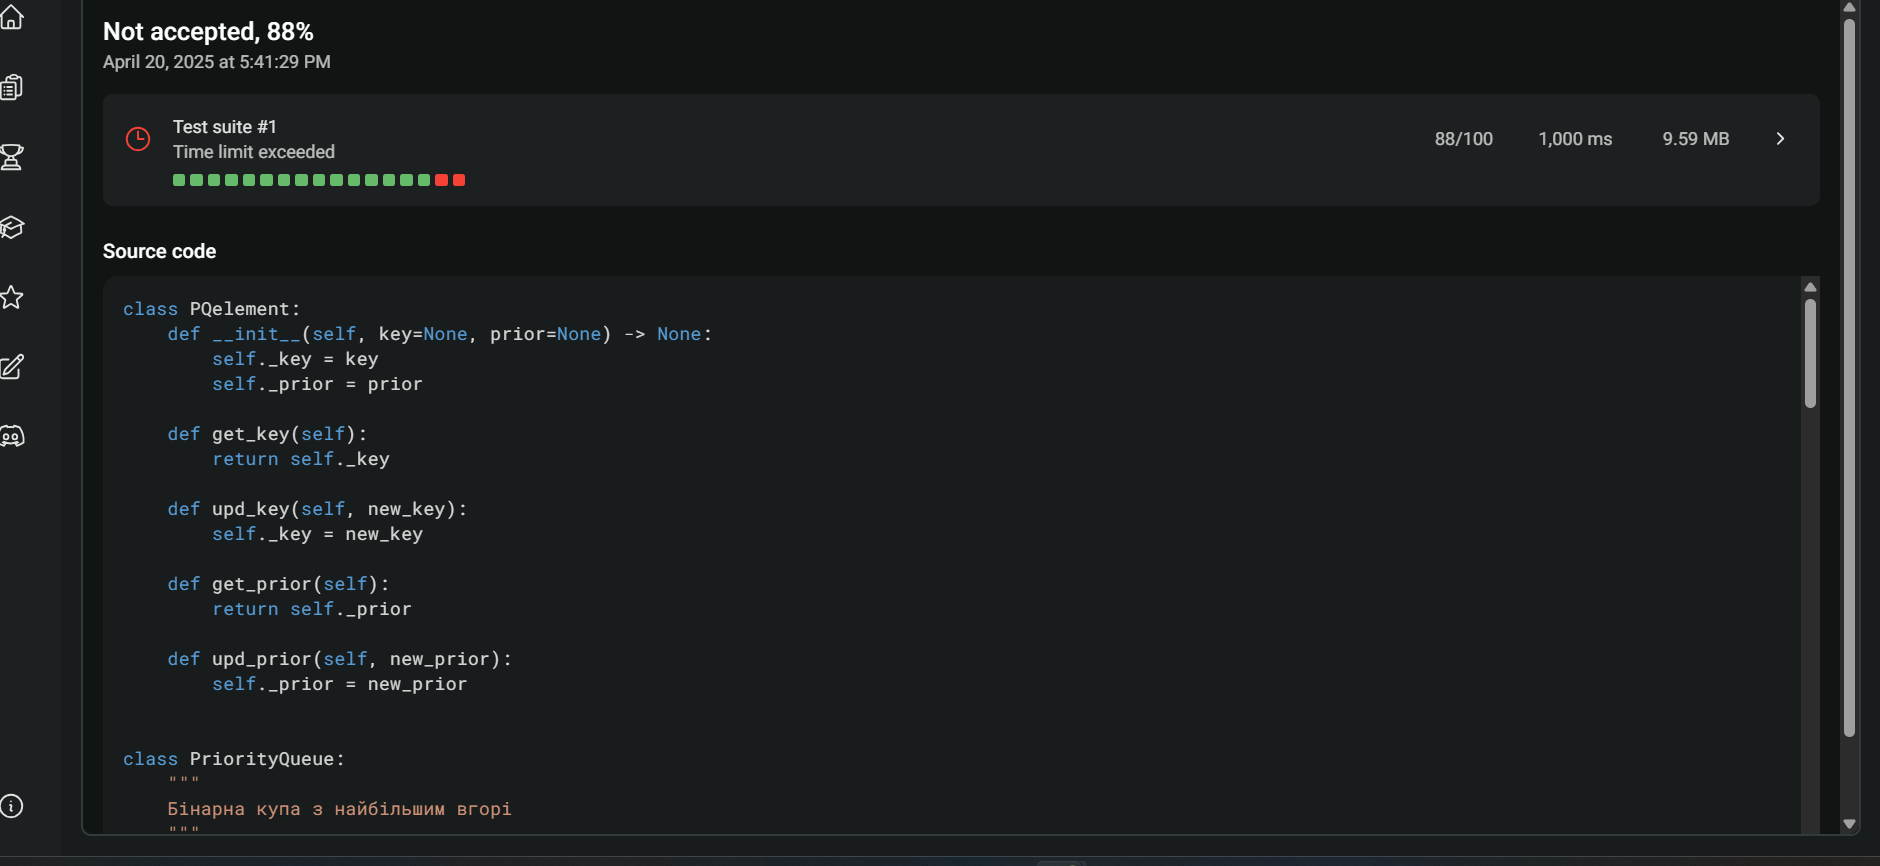 Not accepted, 88%
April 20, 2025 at 5:41:29 PM
Test suite #1
Time limit exceeded
88/100 1,000 ms 9.59 MB
Source code
class PQelement:
    def __init__(self, key=None, prior=None) -> None:
        self._key = key
        self._prior = prior
    def get_key(self):
        return self._key
    def upd_key(self, new_key):
        self._key = new_key
    def get_prior(self):
        return self._prior
    def upd_prior(self, new_prior):
        self._prior = new_prior
class PriorityQueue:
    """
    Бінарна купа з найбільшим вгорі
    """